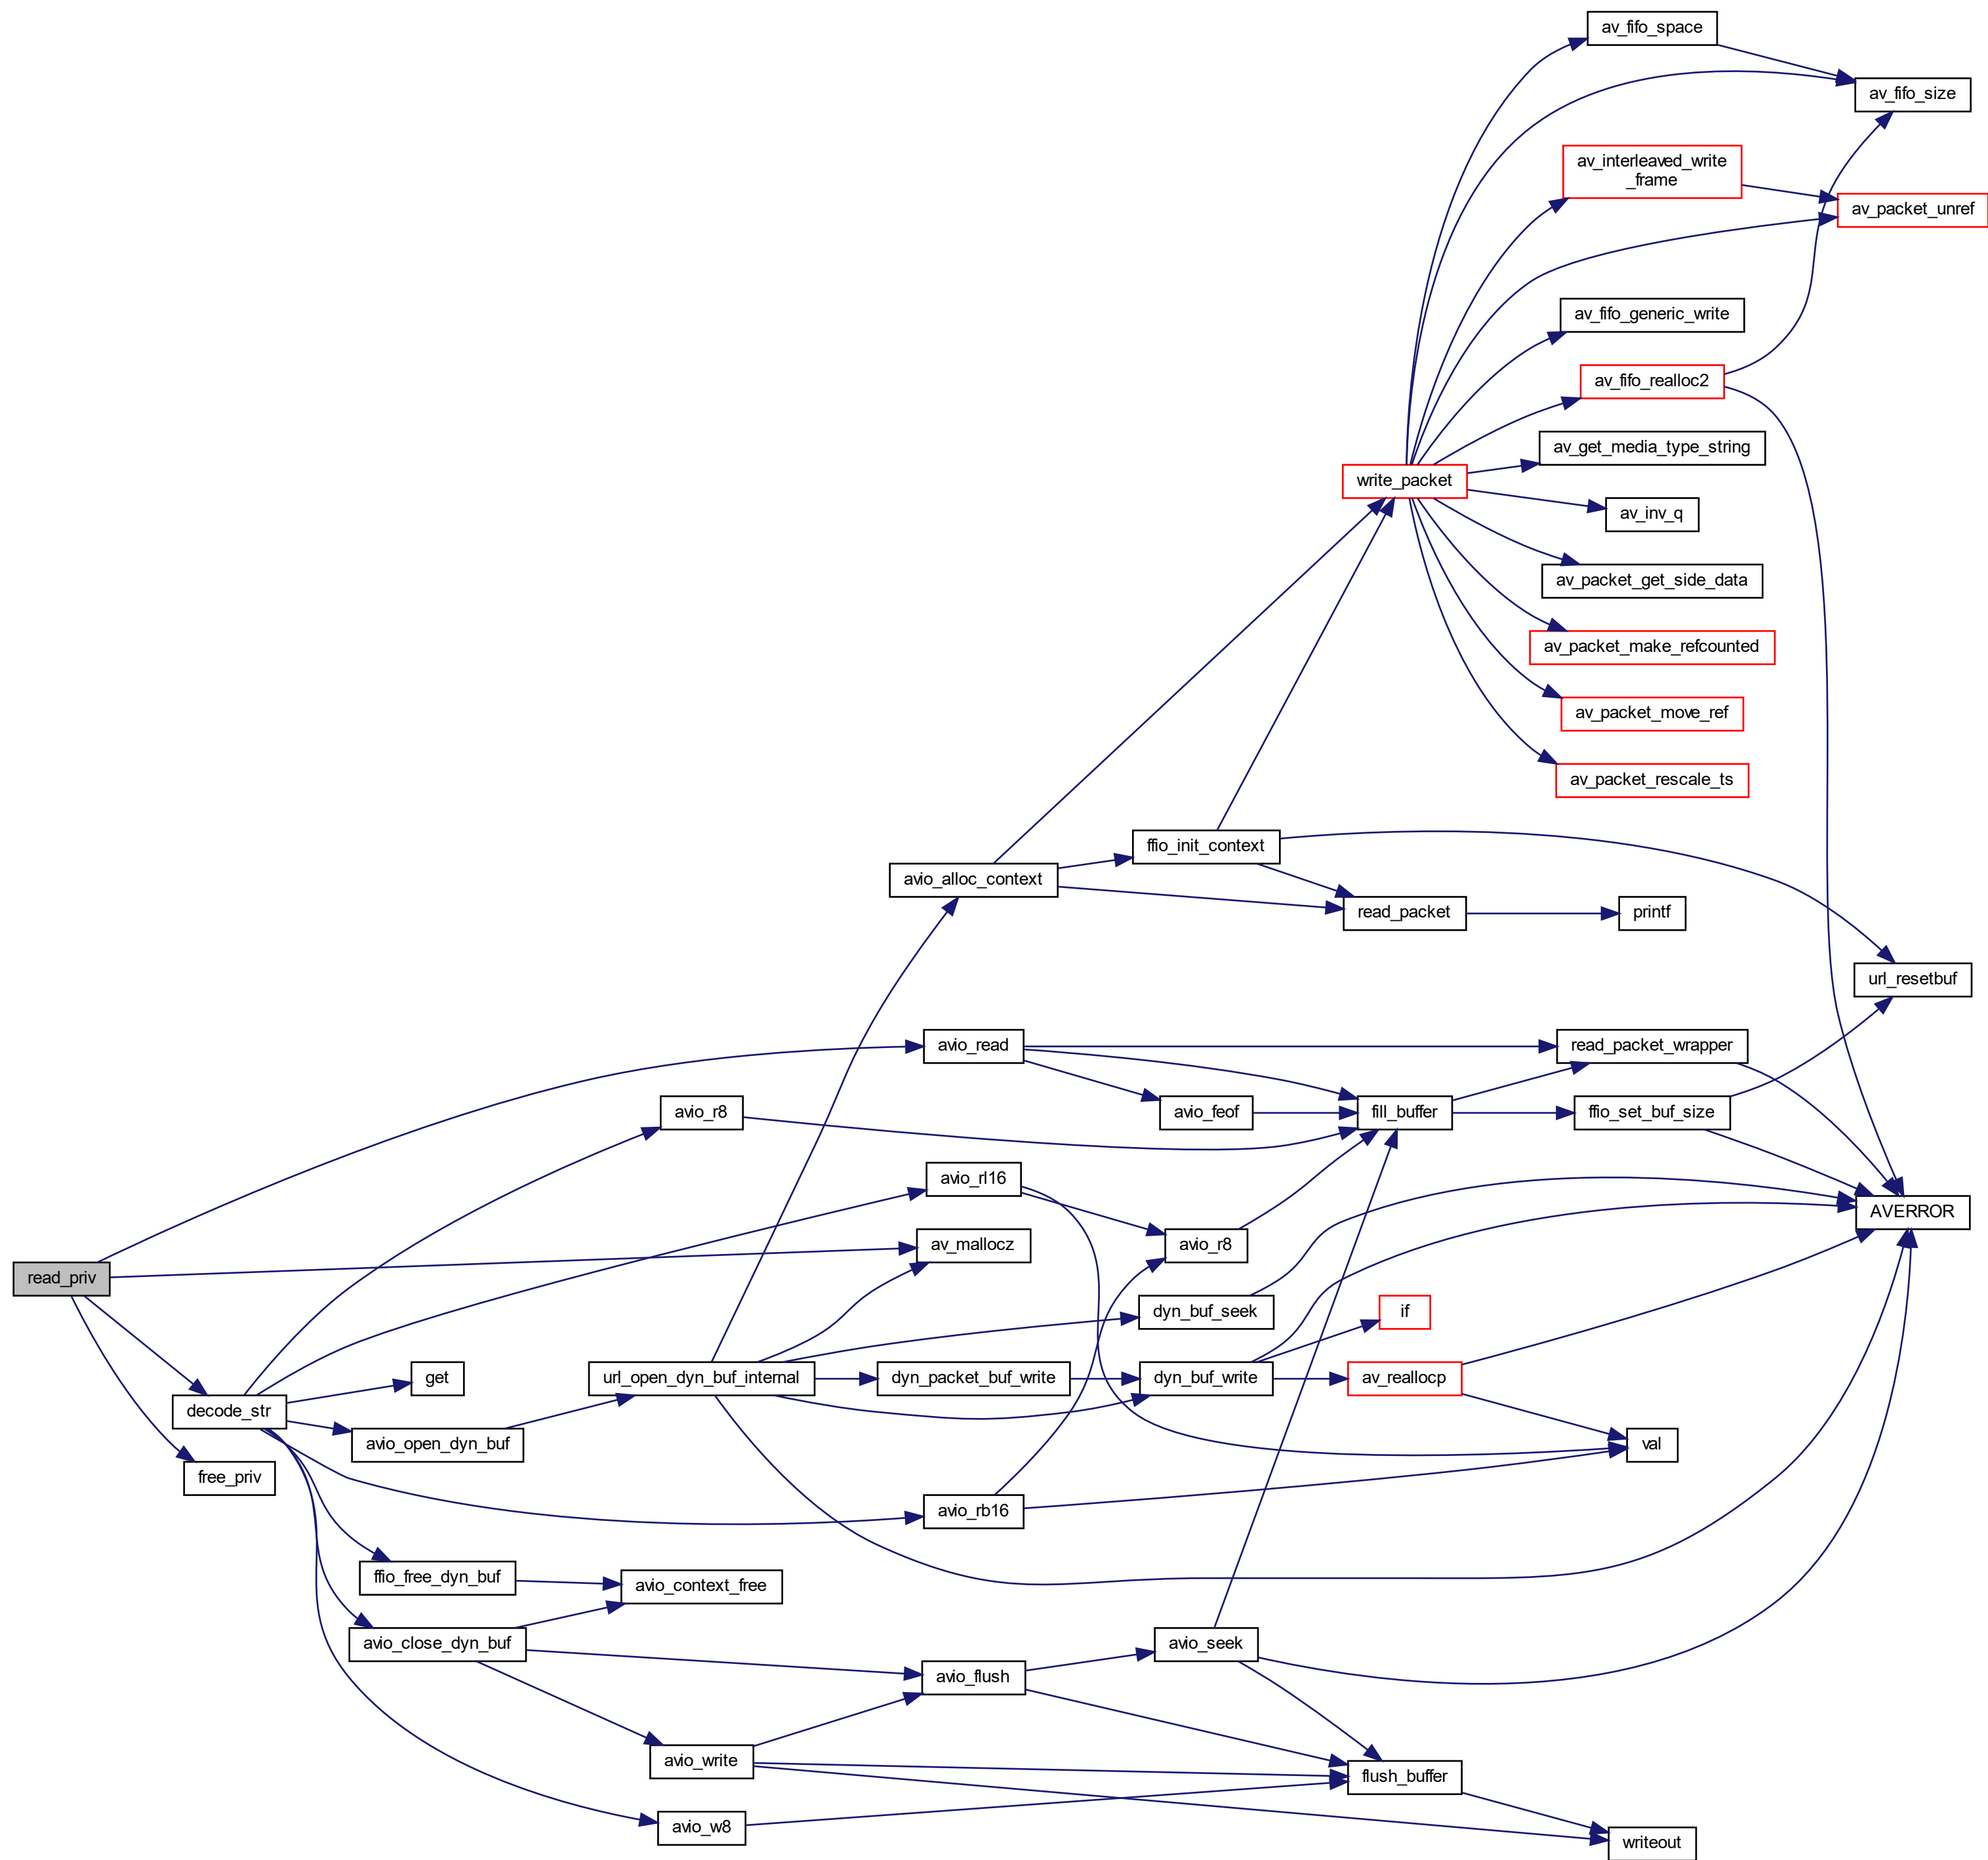 av_fifo_space
av_fifo_size
av_interleaved_write
_frame
av_packet_unref
av_fifo_generic_write
av_fifo_realloc2
av_get_media_type_string
write_packet
av_inv_q
av_packet_get_side_data
av_packet_make_refcounted
av_packet_move_ref
av_packet_rescale_ts
ffio_init_context
avio_alloc_context
read_packet
printf
url_resetbuf
avio_read
read_packet_wrapper
avio_r8
avio_feof
fill_buffer
ffio_set_buf_size
avio_rl16
AVERROR
av_mallocz
avio_r8
read_priv
dyn_buf_seek
if
get
url_open_dyn_buf_internal
dyn_packet_buf_write
dyn_buf_write
av_reallocp
decode_str
avio_open_dyn_buf
val
free_priv
avio_rb16
ffio_free_dyn_buf
avio_context_free
avio_close_dyn_buf
avio_seek
avio_flush
avio_write
flush_buffer
avio_w8
writeout